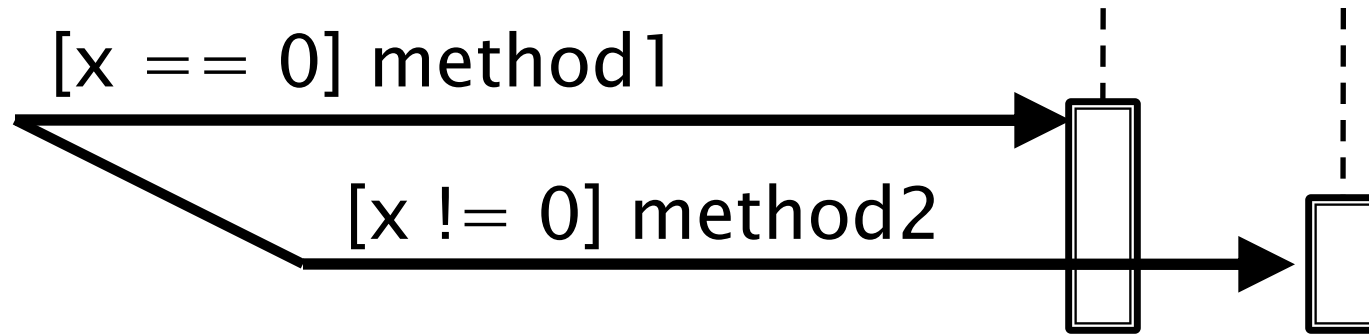 [x == 0] method1
[x != 0] method2